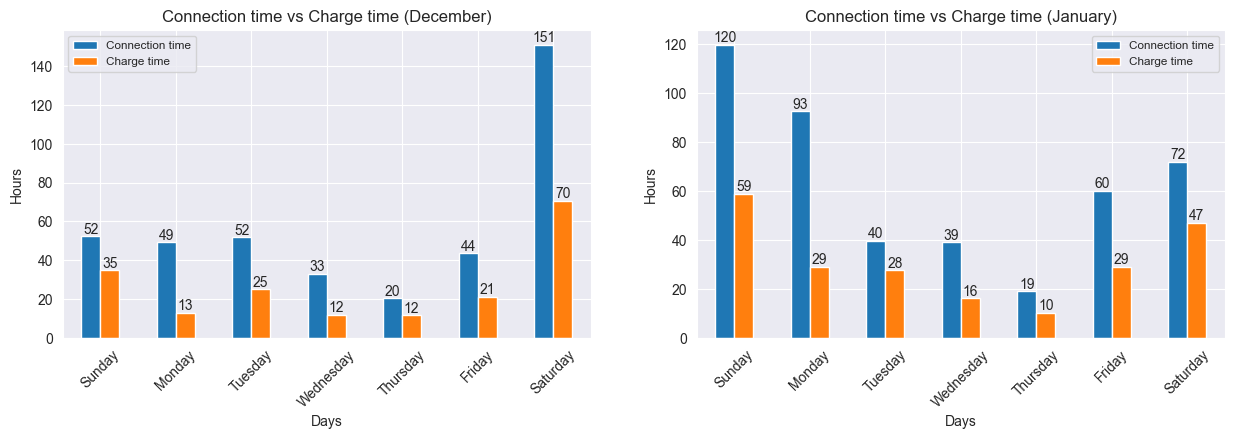 Connection time vs Charge time (December)
Connection time
Charge time
Hours
140
120
100
80
60
40
20
0
52
35
49
13
52
25
33
12
20
12
44
21
151
70
Sunday
Monday
Tuesday
Wednesday
Thursday
Friday
Saturday
Days
Connection time vs Charge time (January)
Connection time
Charge time
Hours
120
100
80
60
40
20
0
120
59
93
29
40
28
39
16
19
10
60
29
72
47
Sunday
Monday
Tuesday
Wednesday
Thursday
Friday
Saturday
Days